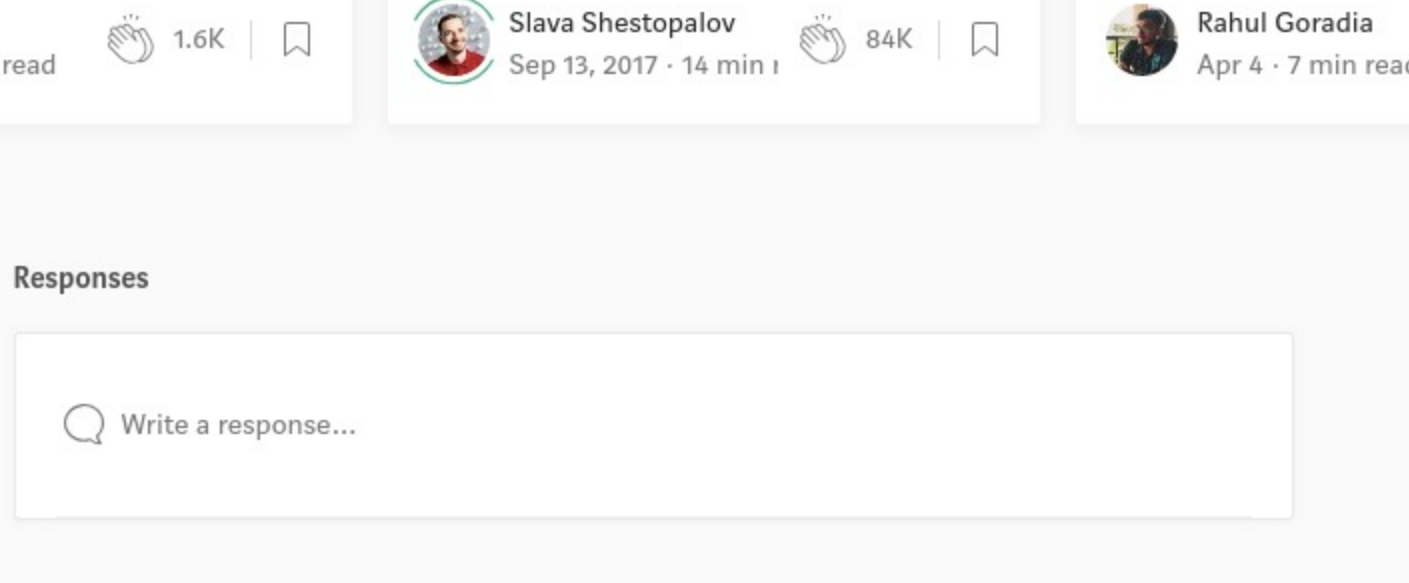 read
1.6K
Slava Shestopalov
Sep 13, 2017 · 14 min
84K
Rahul Goradia
Apr 4 · 7 min read
Responses
Write a response...